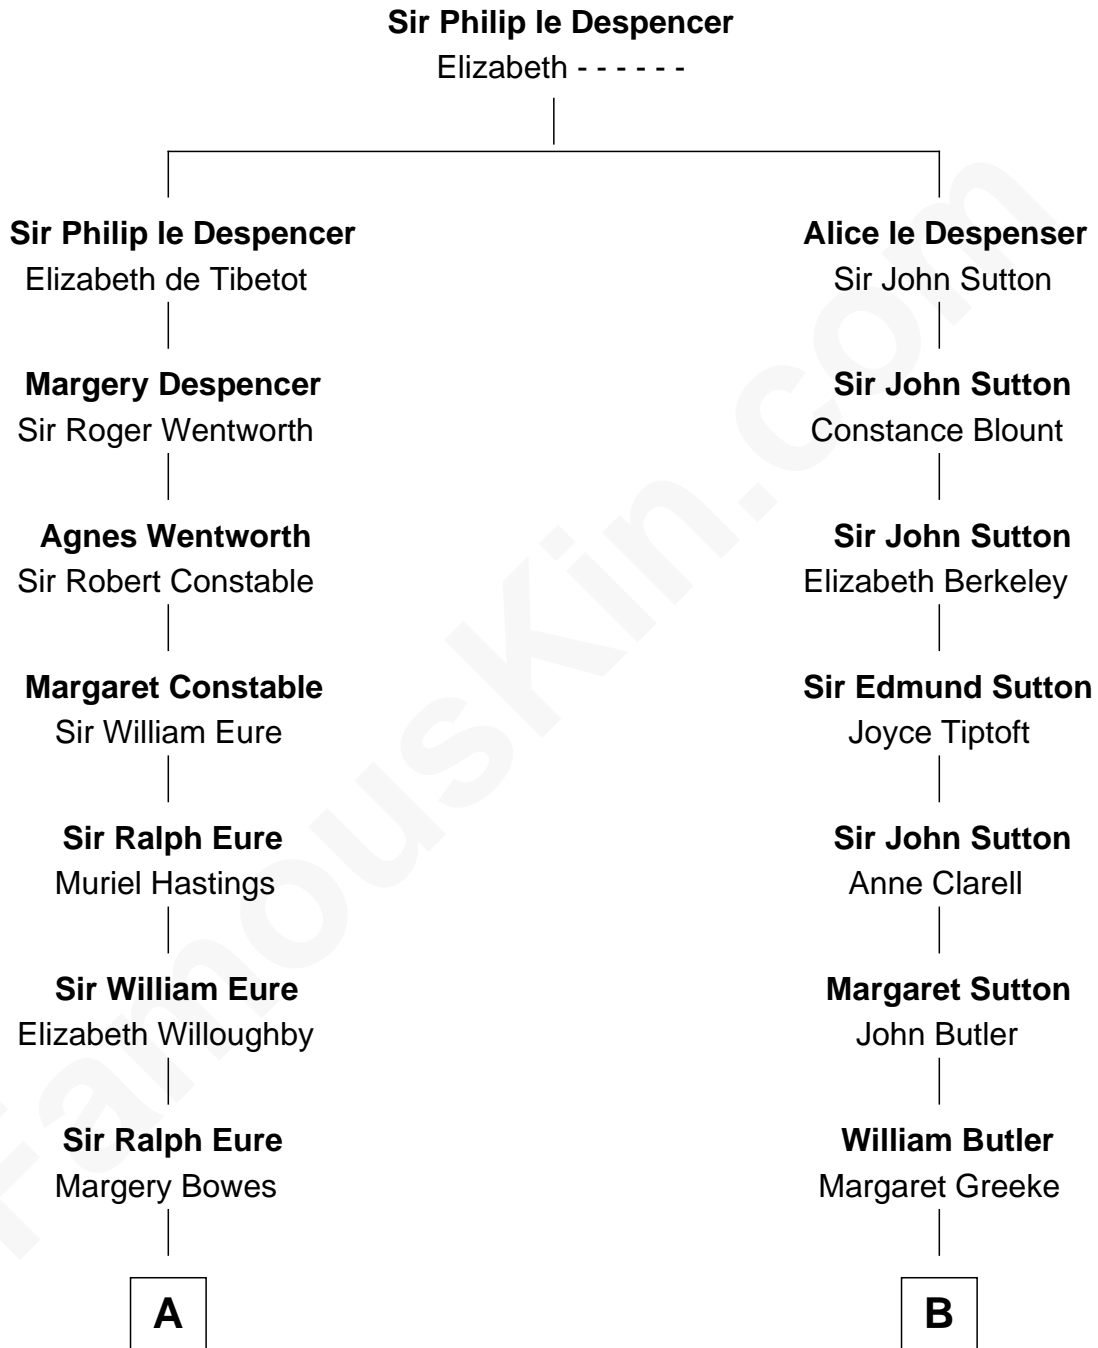 Sir Philip le Despencer
Elizabeth - - - - - -
Sir Philip le Despencer
Elizabeth de Tibetot
Alice le Despenser
Sir John Sutton
Margery Despencer
Sir Roger Wentworth
Sir John Sutton
Constance Blount
Agnes Wentworth
Sir Robert Constable
Sir John Sutton
Elizabeth Berkeley
Margaret Constable
Sir William Eure
Sir Edmund Sutton
Joyce Tiptoft
Sir Ralph Eure
Muriel Hastings
Sir John Sutton
Anne Clarell
Sir William Eure
Elizabeth Willoughby
Margaret Sutton
John Butler
Sir Ralph Eure
Margery Bowes
William Butler
Margaret Greeke
A
B
FamousKin.com